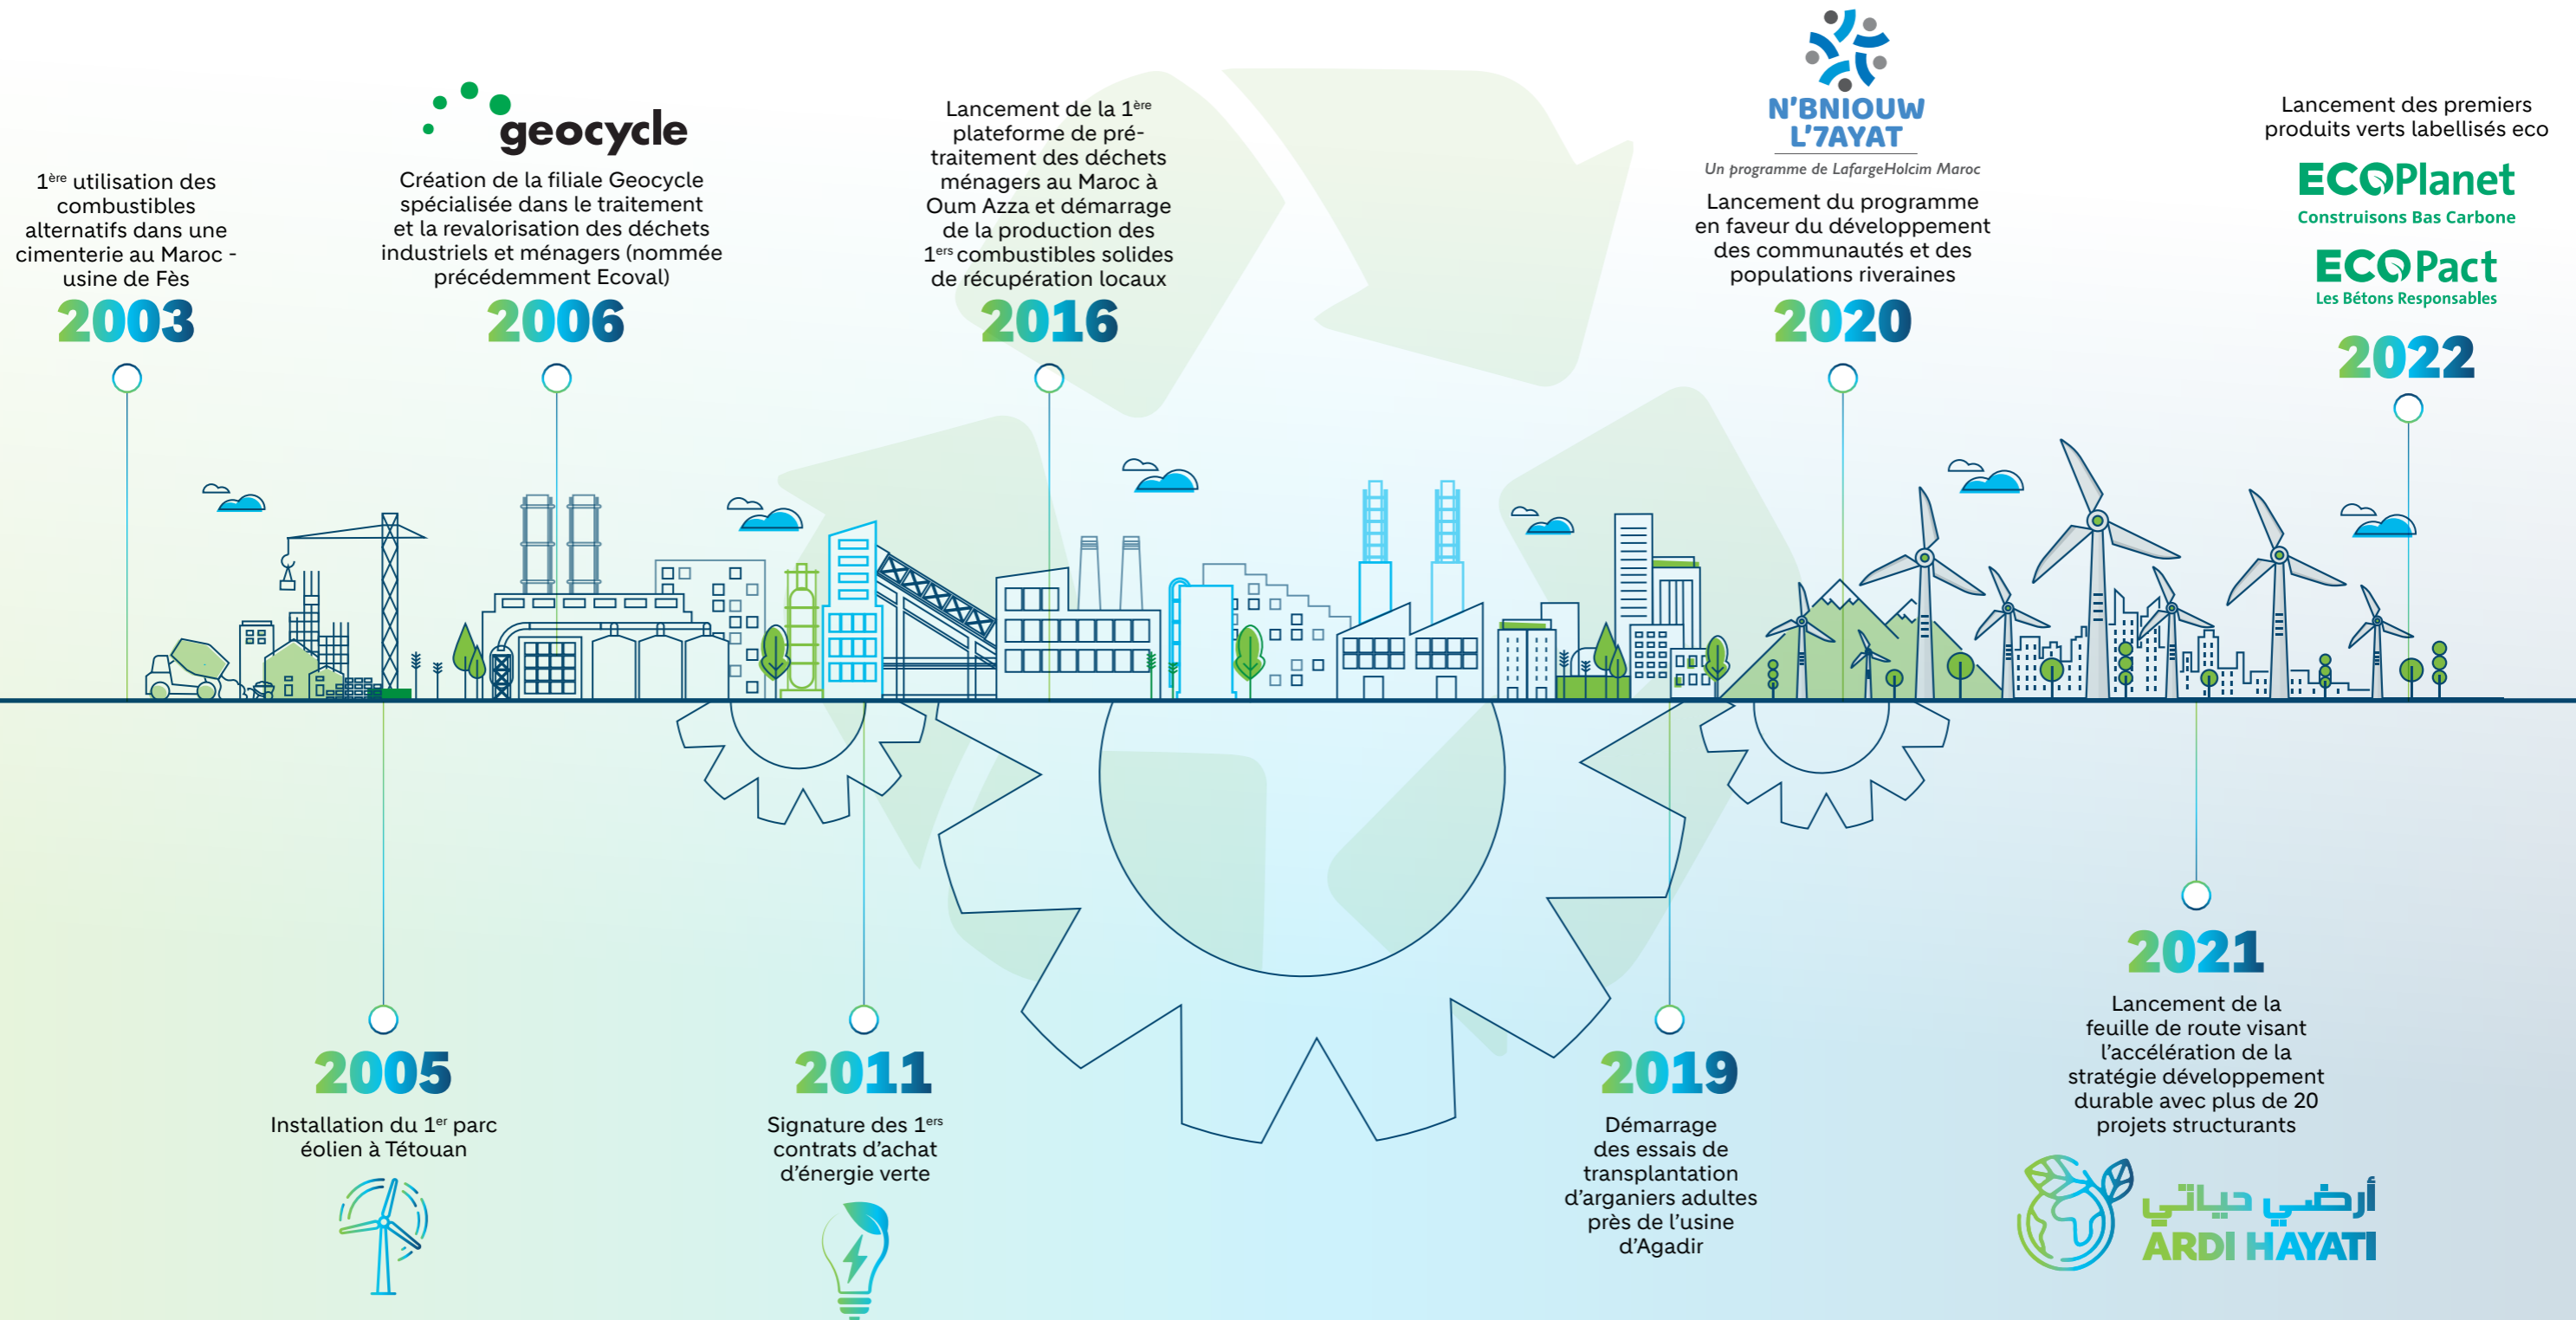 1ère utilisation des
combustibles
alternatifs dans une
cimenterie au Maroc -
usine de Fès
2003
geocycle
Création de la filiale Geocycle
spécialisée dans le traitement
et la revalorisation des déchets
industriels et ménagers (nommée
précédemment Ecoval)
2006
Lancement de la 1ère
plateforme de pré-
traitement des déchets
ménagers au Maroc à
Oum Azza et démarrage
de la production des
1ers combustibles solides
de récupération locaux
2016
N'BNIOUW
L'7AYAT
Un programme de LafargeHolcim Maroc
Lancement du programme
en faveur du développement
des communautés et des
populations riveraines
2020
Lancement des premiers
produits verts labellisés eco
ECOPlanet
Construisons Bas Carbone
ECOPact
Les Bétons Responsables
2022
2005
Installation du 1er parc
éolien à Tétouan
2011
Signature des 1ers
contrats d'achat
d'énergie verte
2019
Démarrage
des essais de
transplantation
d'arganiers adultes
près de l'usine
d'Agadir
2021
Lancement de la
feuille de route visant
l'accélération de la
stratégie développement
durable avec plus de 20
projets structurants
أرضي حياتي
ARDI HAYATI